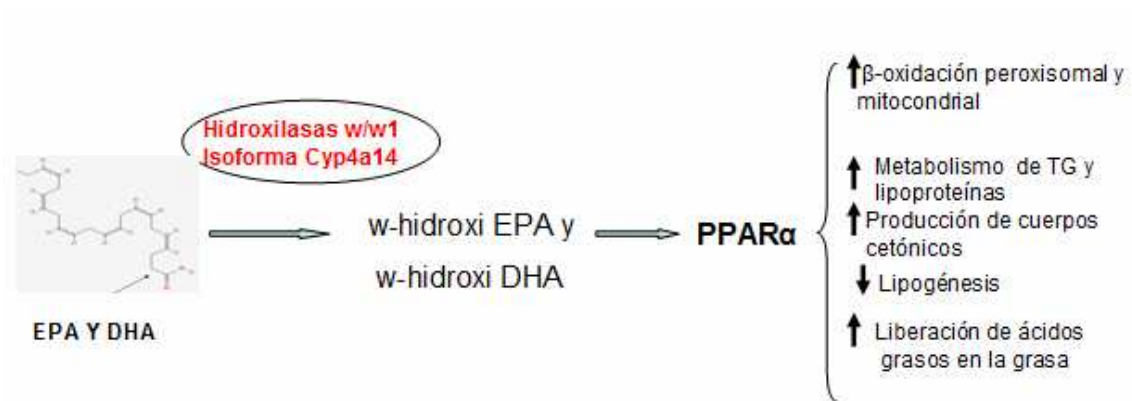 Hidroxilasas w/w1
Isoforma Cyp4a14
EPA Y DHA
w-hidroxi EPA y
w-hidroxi DHA
PPARα
β-oxidación peroxisomal y
mitocondrial
Metabolismo de TG y
lipoproteínas
Producción de cuerpos
cetónicos
Lipogénesis
Liberación de ácidos
grasos en la grasa